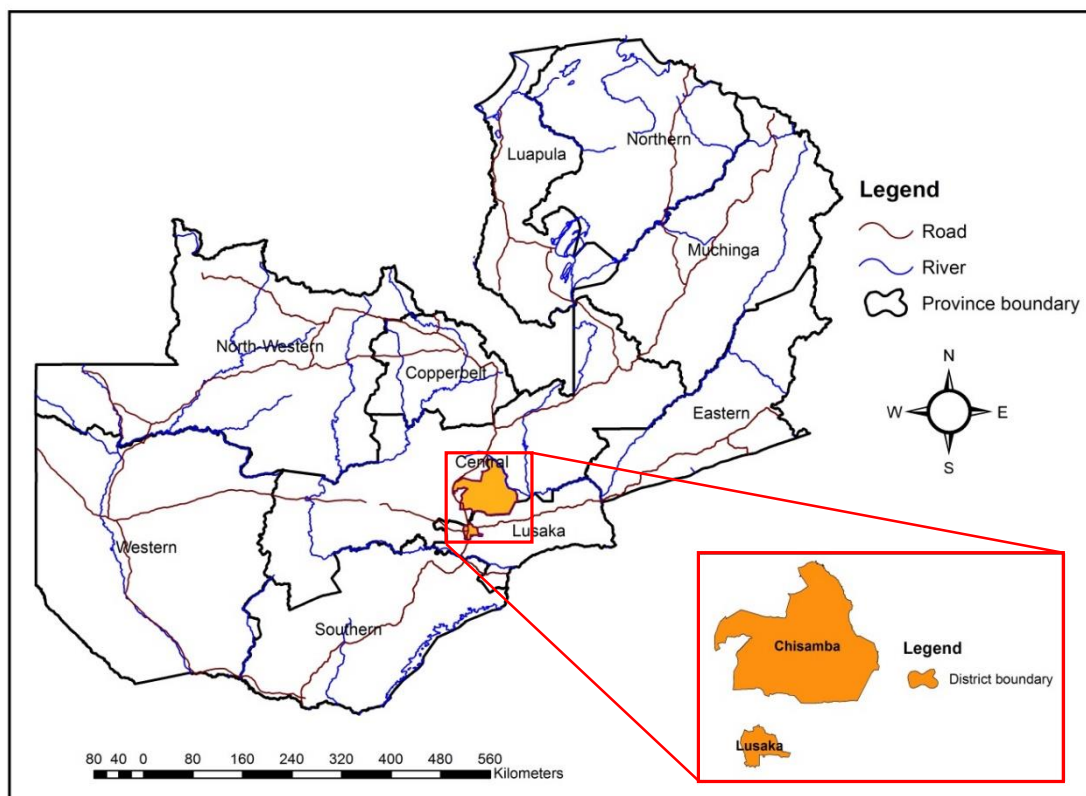 Luapula
Northern
Muchinga
North-Western
Copperbelt
Eastern
Central
Lusaka
Western
Southern
Legend
Road
River
Province boundary
N
W
E
S
80 40 0 80 160 240 320 400 480 560
Kilometers
Chisamba
Lusaka
Legend
District boundary